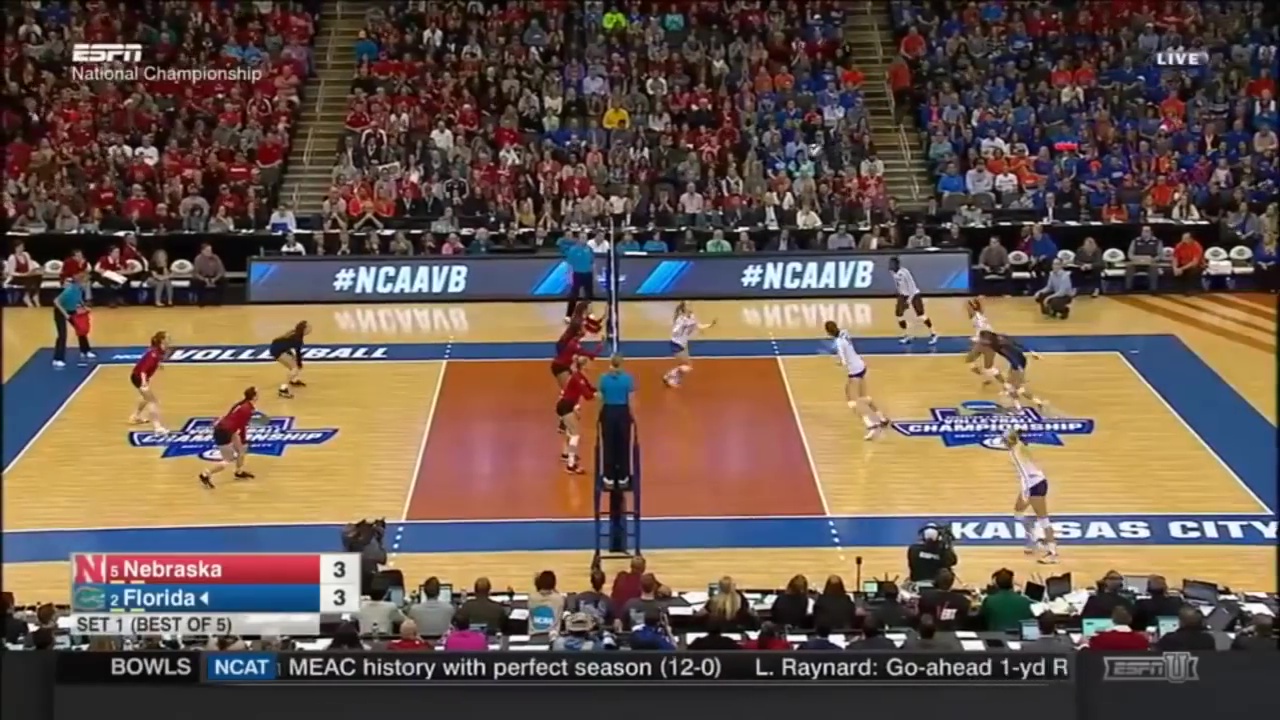 ESPN
National Championship
LIVE
#NCAAVB
#NCAAVB
VOLLEYBALL
CHAMPIONSHIP
VOLLEYBALL
CHAMPIONSHIP
KANSAS CITY
N 5 Nebraska 3
2 Florida 3
SET 1 (BEST OF 5)
BOWLS NCAT MEAC history with perfect season (12-0) L. Raynard: Go-ahead 1-yd R
ESPNU